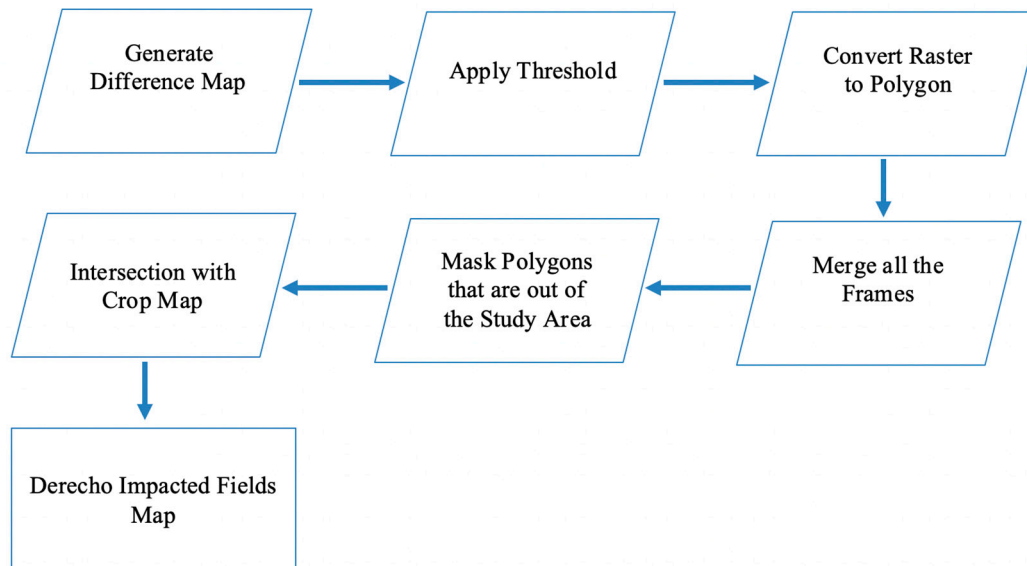 Generate
Difference Map
Apply Threshold
Convert Raster
to Polygon
Merge all the
Frames
Mask Polygons
that are out of
the Study Area
Intersection with
Crop Map
Derecho Impacted Fields
Map